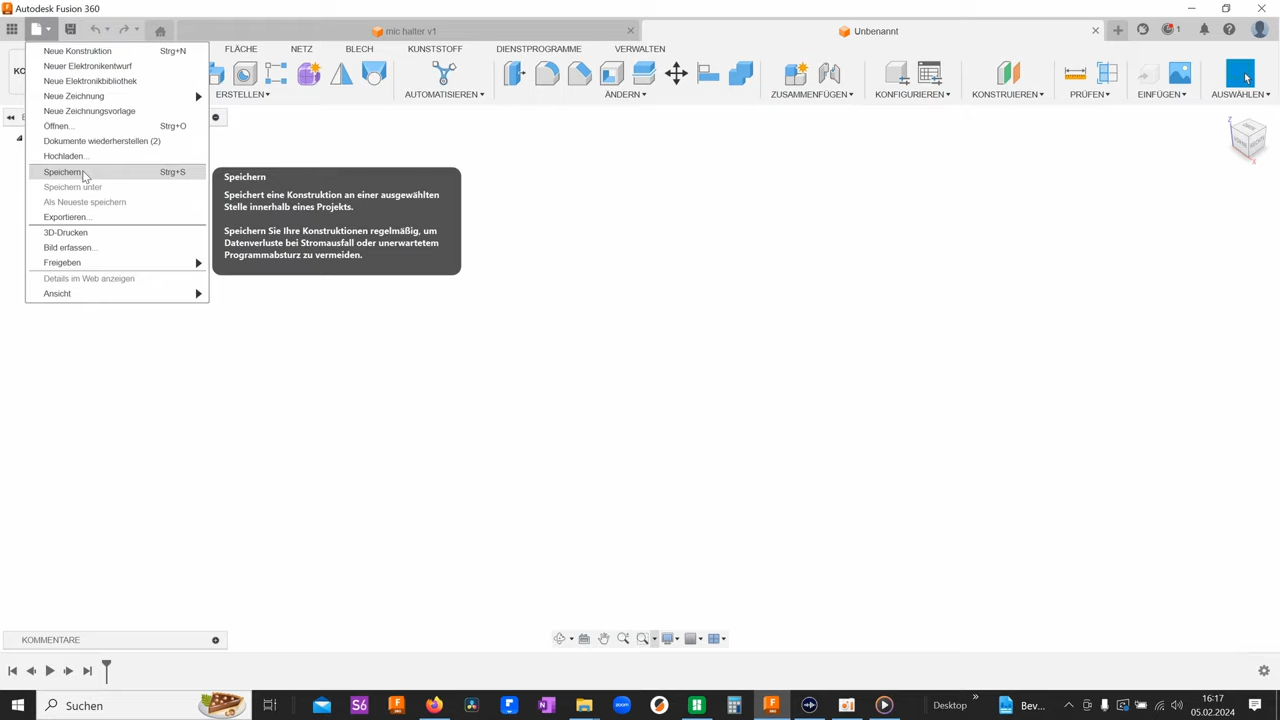 Autodesk Fusion 360
mic halter v1
Unbenannt
1
FLÄCHE
NETZ
BLECH
KUNSTSTOFF
DIENSTPROGRAMME
VERWALTEN
KO
ERSTELLEN
AUTOMATISIEREN
ÄNDERN
ZUSAMMENFÜGEN
KONFIGURIEREN
KONSTRUIEREN
PRÜFEN
EINFÜGEN
AUSWÄHLEN
Neue Konstruktion Strg+N
Neuer Elektronikentwurf
Neue Elektronikbibliothek
Neue Zeichnung
Neue Zeichnungsvorlage
Öffnen... Strg+O
Dokumente wiederherstellen (2)
Hochladen...
Speichern Strg+S
Speichern unter
Als Neueste speichern
Exportieren...
3D-Drucken
Bild erfassen...
Freigeben
Details im Web anzeigen
Ansicht
Speichern
Speichert eine Konstruktion an einer ausgewählten
Stelle innerhalb eines Projekts.
Speichern Sie Ihre Konstruktionen regelmäßig, um
Datenverluste bei Stromausfall oder unerwartetem
Programmabsturz zu vermeiden.
Z
X
KOMMENTARE
Suchen
S6
zoom
Desktop
»
Bev...
16:17
05.02.2024